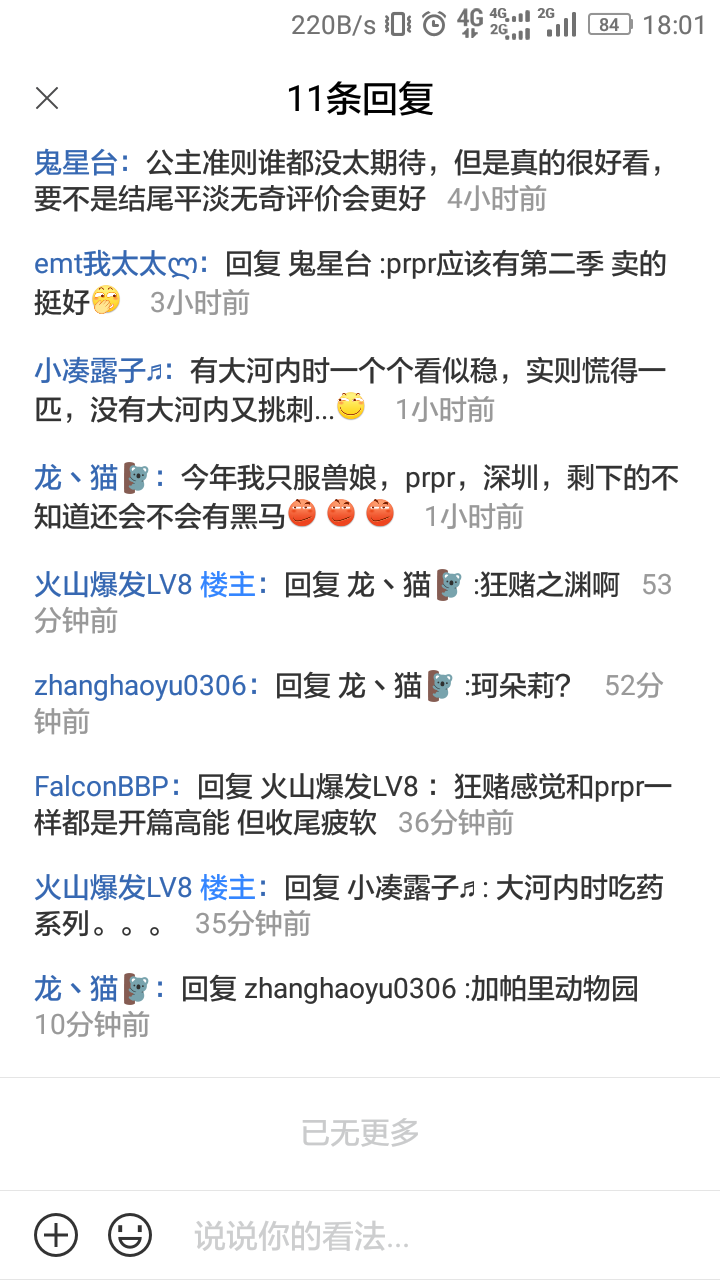 220B/s 4G 4G 2G 2G 84 18:01
11条回复
鬼星台：公主准则谁都没太期待，但是真的很好看，
要不是结尾平淡无奇评价会更好 4小时前
emt我太太ლ：回复 鬼星台 :prpr应该有第二季 卖的
挺好 3小时前
小凑露子♬：有大河内时一个个看似稳，实则慌得一
匹，没有大河内又挑刺... 1小时前
龙丶猫🐨：今年我只服兽娘，prpr，深圳，剩下的不
知道还会不会有黑马 1小时前
火山爆发LV8 楼主：回复 龙丶猫🐨 :狂赌之渊啊 53
分钟前
zhanghaoyu0306：回复 龙丶猫🐨 :珂朵莉？ 52分
钟前
FalconBBP：回复 火山爆发LV8 ：狂赌感觉和prpr一
样都是开篇高能 但收尾疲软 36分钟前
火山爆发LV8 楼主：回复 小凑露子♬ : 大河内时吃药
系列。。。 35分钟前
龙丶猫🐨：回复 zhanghaoyu0306 :加帕里动物园
10分钟前
已无更多
说说你的看法...